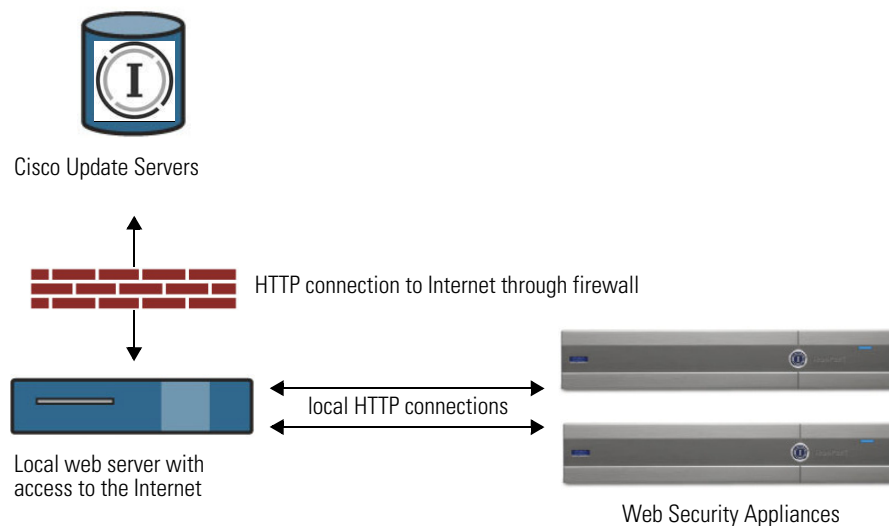 I
Cisco Update Servers
HTTP connection to Internet through firewall
local HTTP connections
Local web server with
access to the Internet
I
I
Web Security Appliances